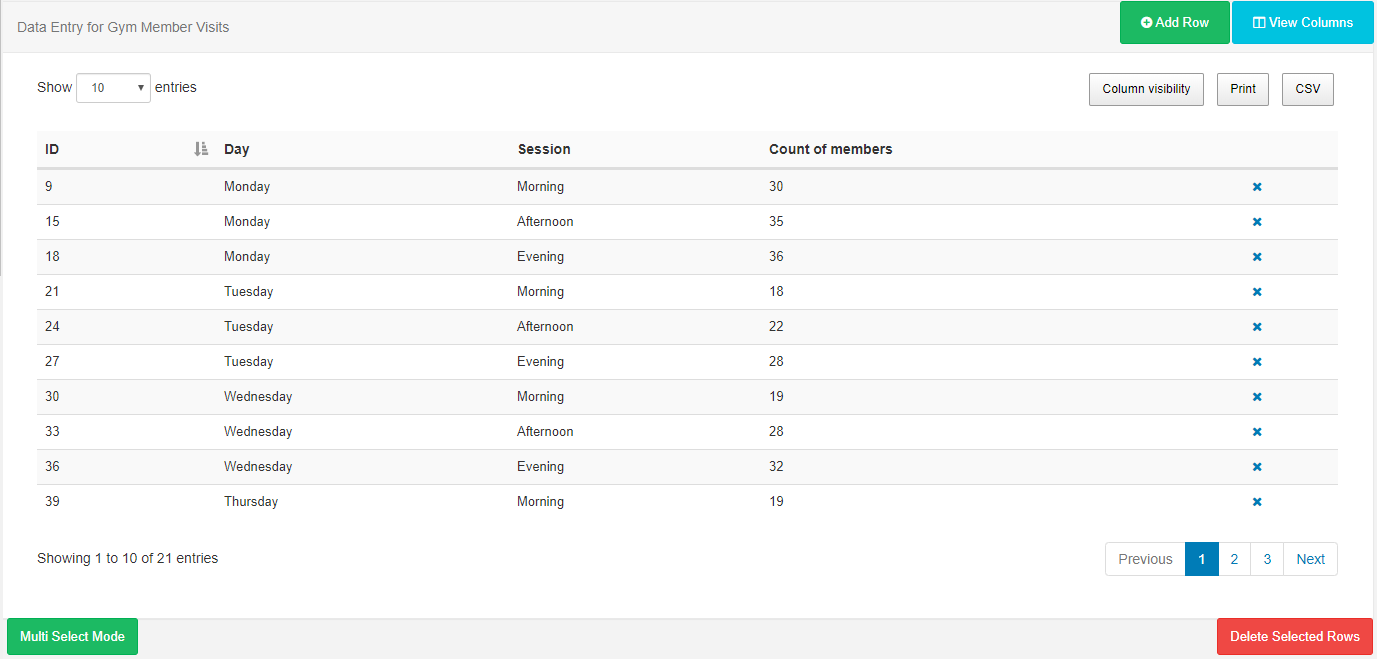 Data Entry for Gym Member Visits
Add Row
View Columns
Show 10 entries
Column visibility
Print
CSV
ID Day Session Count of members
9 Monday Morning 30
15 Monday Afternoon 35
18 Monday Evening 36
21 Tuesday Morning 18
24 Tuesday Afternoon 22
27 Tuesday Evening 28
30 Wednesday Morning 19
33 Wednesday Afternoon 28
36 Wednesday Evening 32
39 Thursday Morning 19
Showing 1 to 10 of 21 entries
Previous 1 2 3 Next
Multi Select Mode
Delete Selected Rows